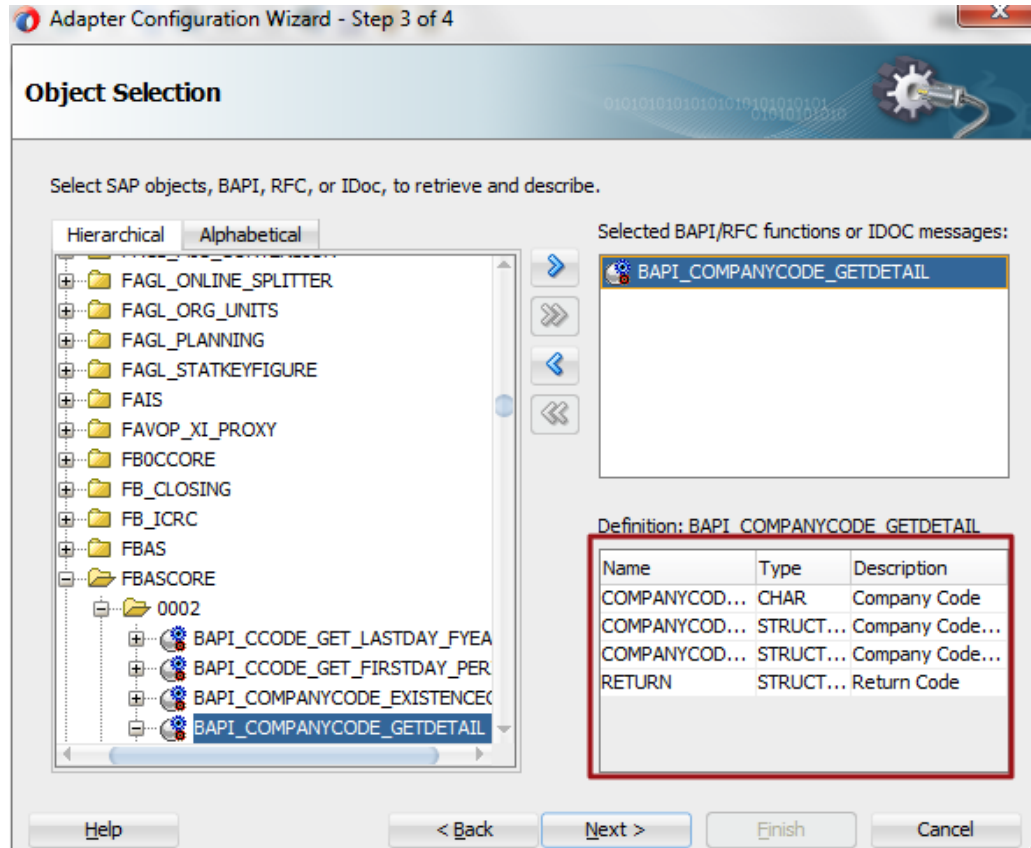 Adapter Configuration Wizard - Step 3 of 4
Object Selection
Select SAP objects, BAPI, RFC, or IDoc, to retrieve and describe.
Hierarchical Alphabetical
FAGL_ONLINE_SPLITTER
FAGL_ORG_UNITS
FAGL_PLANNING
FAGL_STATKEYFIGURE
FAIS
FAVOP_XI_PROXY
FB0CCORE
FB_CLOSING
FB_ICRC
FBAS
FBASCORE
0002
BAPI_CCODE_GET_LASTDAY_FYEA
BAPI_CCODE_GET_FIRSTDAY_PER
BAPI_COMPANYCODE_EXISTENCEC
BAPI_COMPANYCODE_GETDETAIL
Selected BAPI/RFC functions or IDOC messages:
BAPI_COMPANYCODE_GETDETAIL
Definition: BAPI_COMPANYCODE_GETDETAIL
Name Type Description
COMPANYCOD... CHAR Company Code
COMPANYCOD... STRUCT... Company Code...
COMPANYCOD... STRUCT... Company Code...
RETURN STRUCT... Return Code
Help < Back Next > Finish Cancel